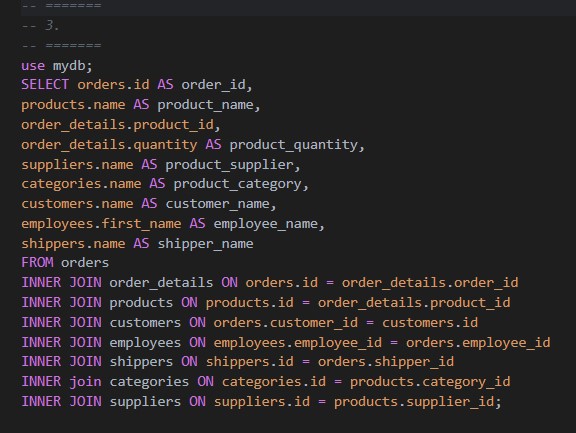 -- =======
-- 3.
-- =======
use mydb;
SELECT orders.id AS order_id,
products.name AS product_name,
order_details.product_id,
order_details.quantity AS product_quantity,
suppliers.name AS product_supplier,
categories.name AS product_category,
customers.name AS customer_name,
employees.first_name AS employee_name,
shippers.name AS shipper_name
FROM orders
INNER JOIN order_details ON orders.id = order_details.order_id
INNER JOIN products ON products.id = order_details.product_id
INNER JOIN customers ON orders.customer_id = customers.id
INNER JOIN employees ON employees.employee_id = orders.employee_id
INNER JOIN shippers ON shippers.id = orders.shipper_id
INNER join categories ON categories.id = products.category_id
INNER JOIN suppliers ON suppliers.id = products.supplier_id;